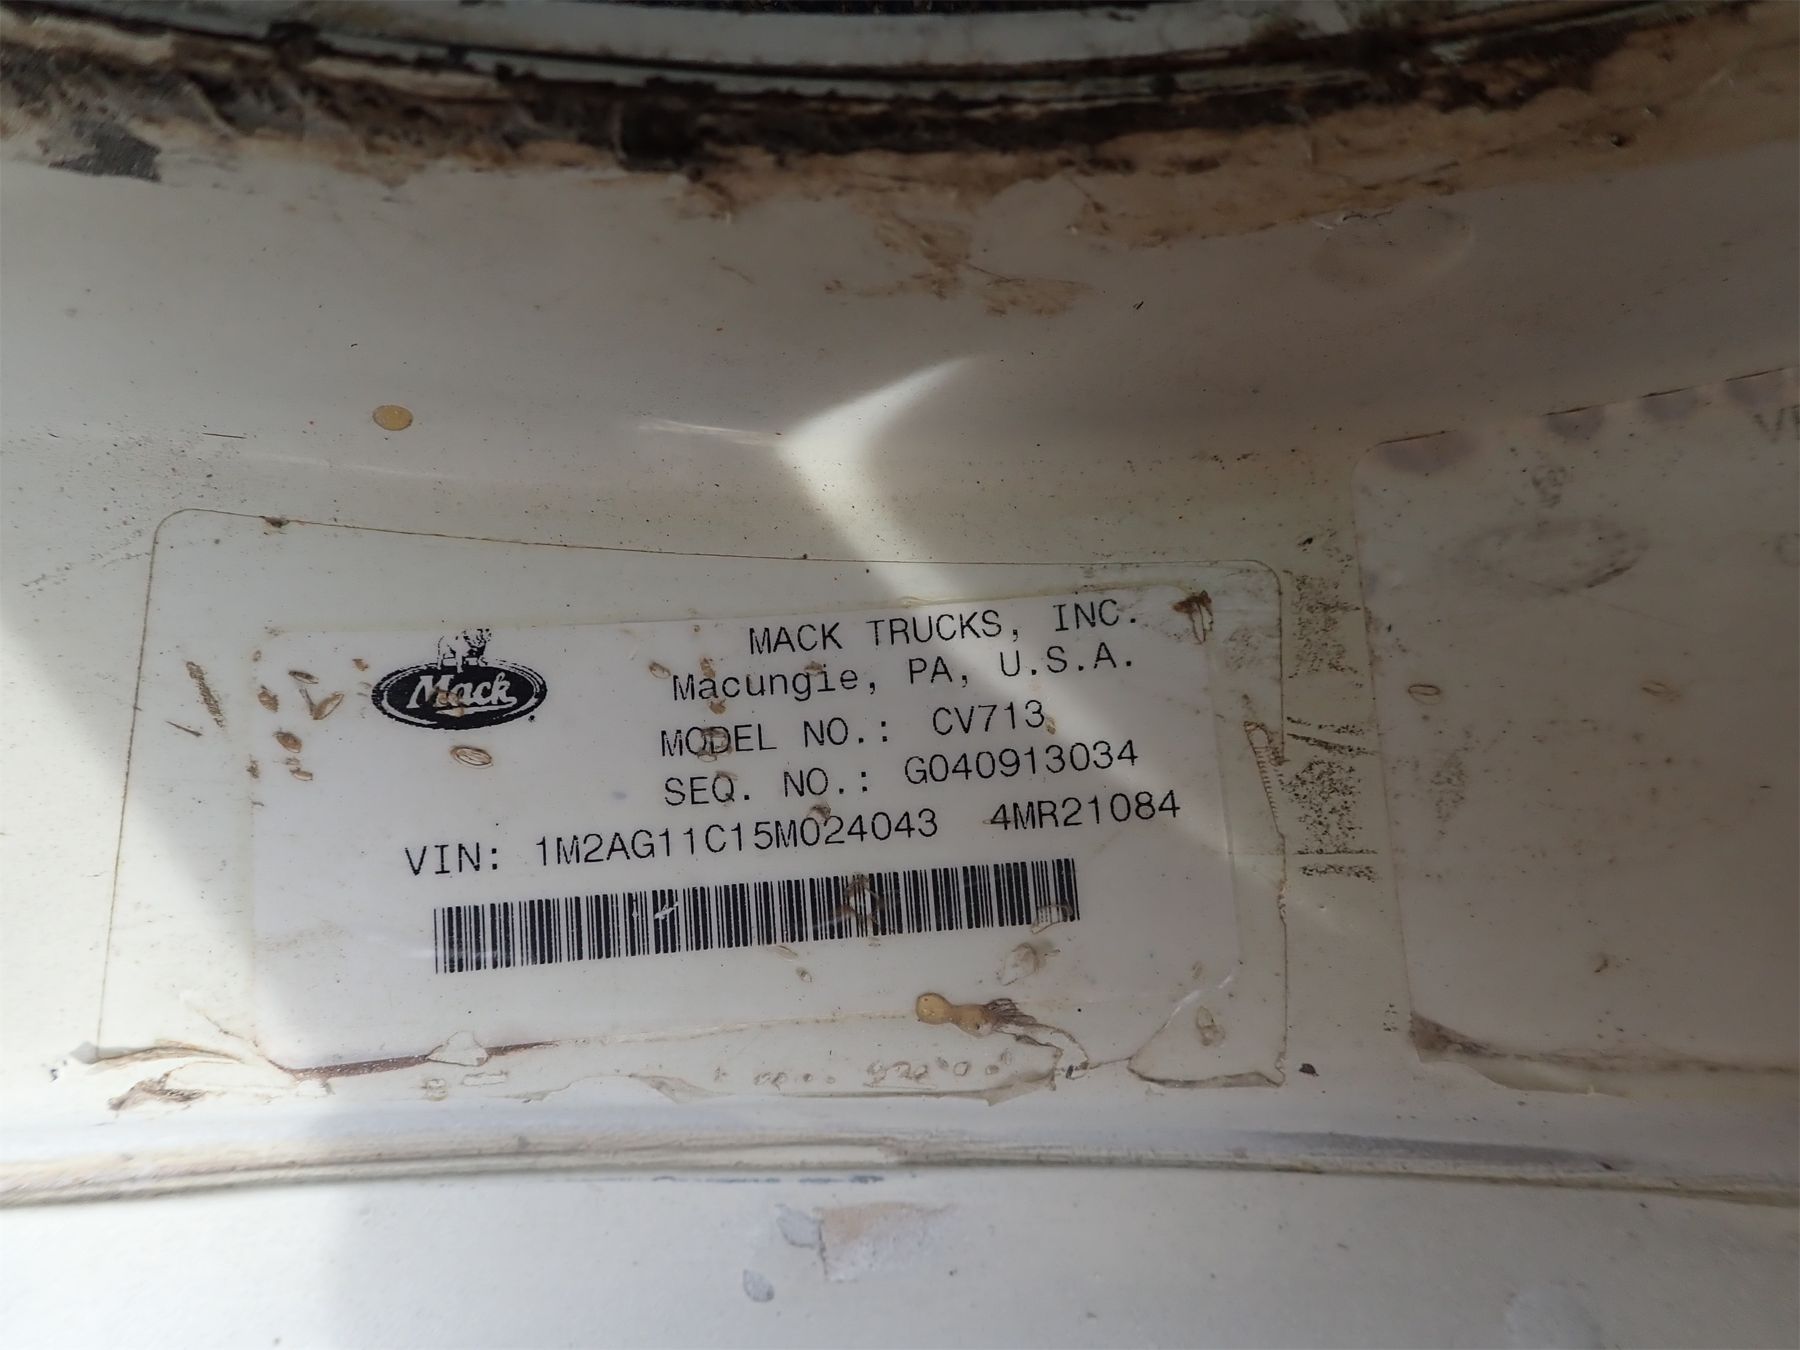 Mack
MACK TRUCKS, INC.
Macungie, PA, U.S.A.
MODEL NO.: CV713
SEQ. NO.: G040913034
VIN: 1M2AG11C15M024043 4MR21084